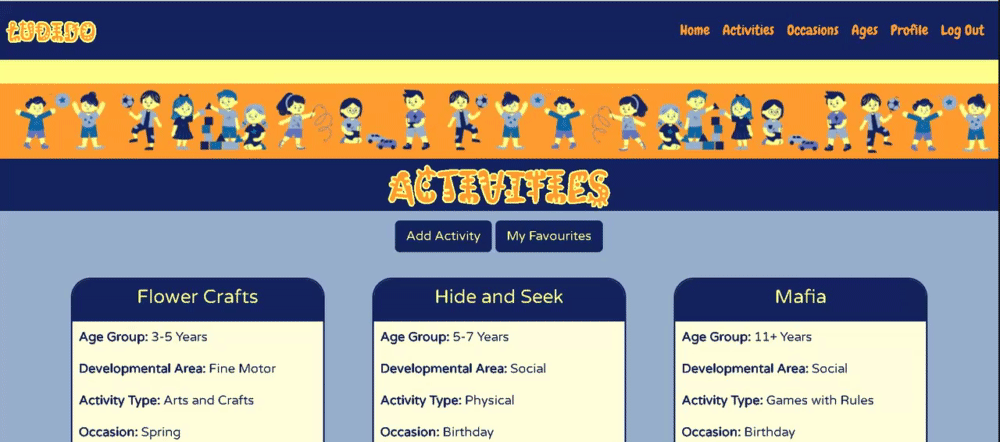 LUDIDO
Home Activities Occasions Ages Profile Log Out
ACTIVITIES
Add Activity My Favourites
Flower Crafts
Age Group: 3-5 Years
Developmental Area: Fine Motor
Activity Type: Arts and Crafts
Occasion: Spring
Hide and Seek
Age Group: 5-7 Years
Developmental Area: Social
Activity Type: Physical
Occasion: Birthday
Mafia
Age Group: 11+ Years
Developmental Area: Social
Activity Type: Games with Rules
Occasion: Birthday